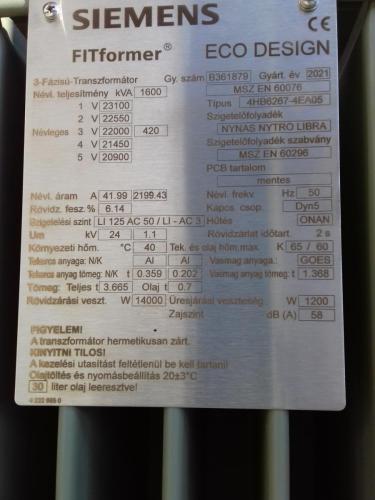 SIEMENS
CE
FITformer® ECO DESIGN
3-Fázisú-Transzformátor Gy. szám B361879 Gyárt. év 2021
Névl. teljesítmény kVA 1600 MSZ EN 60076
1 V 23100 Típus 4HB6267-4EA05
2 V 22550 Szigetelőfolyadék
Névleges 3 V 22000 420 NYNAS NYTRO LIBRA
4 V 21450 Szigetelőfolyadék szabvány
5 V 20900 MSZ EN 60296
PCB tartalom
mentes
Névl. áram A 41.99 2199.43 Névl. frekv. Hz 50
Rövidz. fesz.% 6.14 Kapcs. csop. Dyn5
Szigetelési szint LI 125 AC 50 / LI - AC 3 Hűtés ONAN
Um kV 24 1.1 Rövidzárlat időtart. 2 s
Környezeti hőm. °C 40 Tek. és olaj hőm.max. K 65 / 60
Tekercs anyaga: N/K Al Al Vasmag anyag.: GOES
Tekercs anyag tömeg: N/K t 0.359 0.202 Vasmag anyag tömeg: t 1.368
Tömeg: Teljes t 3.665 Olaj t 0.7
Rövidzárási veszt. W 14000 Üresjárási veszteség W 1200
Zajszint dB (A) 58
FIGYELEM!
A transzformátor hermetikusan zárt.
KINYITNI TILOS!
A kezelési utasítást feltétlenül be kell tartani!
Olajtöltés és nyomásbeállítás 20±3°C
30 liter olaj leeresztve!